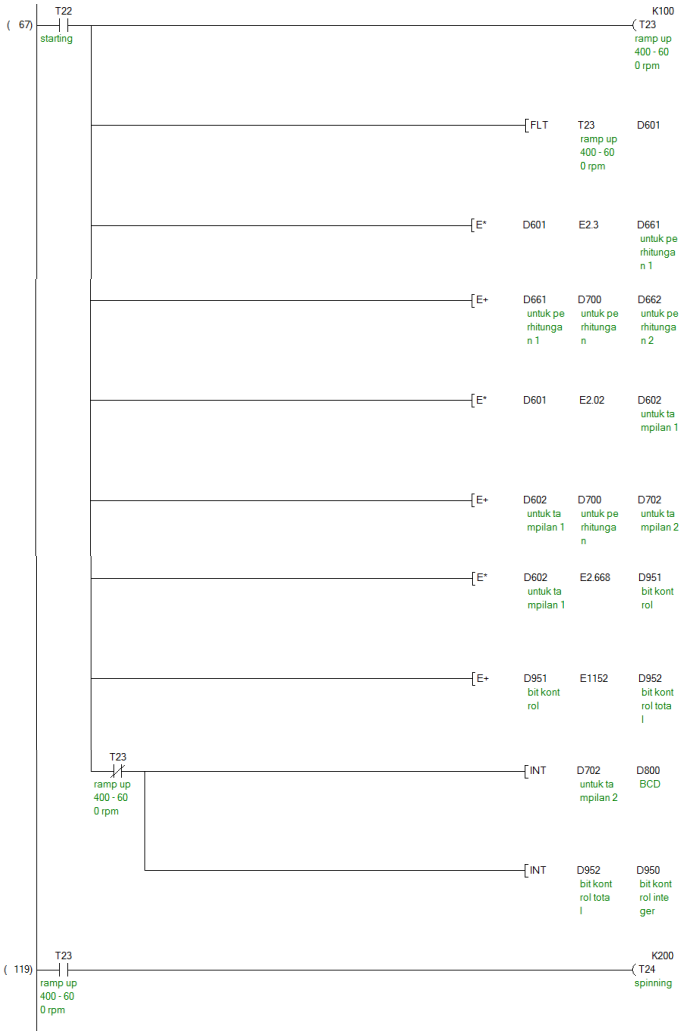 T22 K100
( 67) ( T23
starting ramp up
400 - 60
0 rpm
[ FLT T23 D601
ramp up
400 - 60
0 rpm
[ E* D601 E2.3 D661
untuk pe
rhitunga
n 1
[ E+ D661 D700 D662
untuk pe untuk pe untuk pe
rhitunga rhitunga rhitunga
n 1 n n 2
[ E* D601 E2.02 D602
untuk ta
mpilan 1
[ E+ D602 D700 D702
untuk ta untuk pe untuk ta
mpilan 1 rhitunga mpilan 2
n
[ E* D602 E2.668 D951
untuk ta bit kont
mpilan 1 rol
[ E+ D951 E1152 D952
bit kont bit kont
rol rol tota
l
T23
[ INT D702 D800
ramp up untuk ta BCD
400 - 60 mpilan 2
0 rpm
[ INT D952 D950
bit kont bit kont
rol tota rol inte
l ger
T23 K200
( 119) ( T24
ramp up spinning
400 - 60
0 rpm